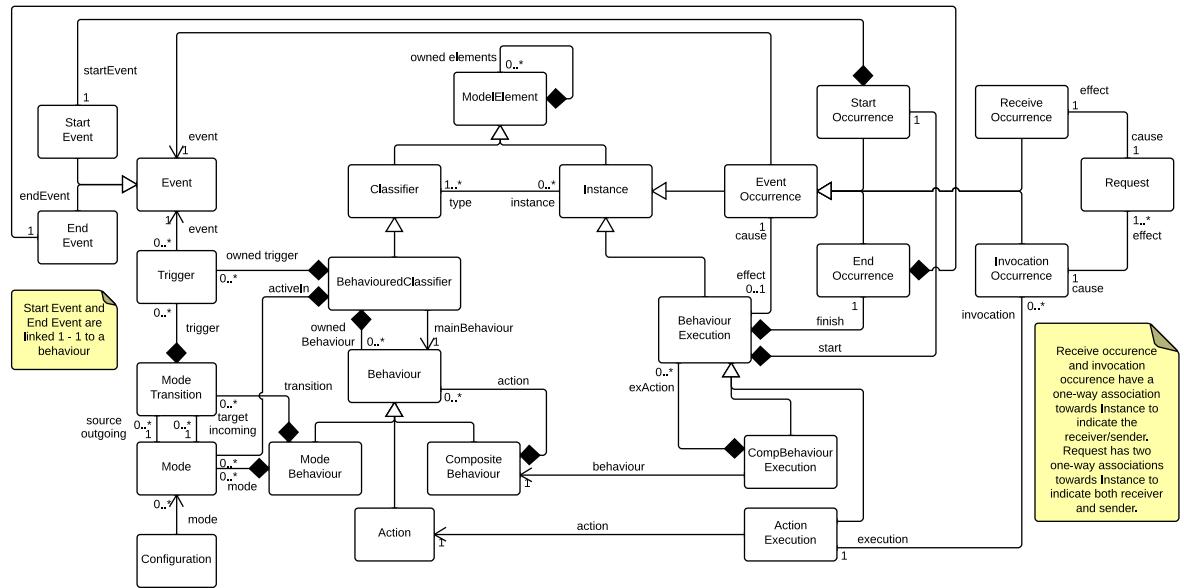 owned elements
0..*
ModelElement
startEvent
1
Start
Event
event
1
Event
endEvent
1
End
Event
1
event
0..*
Trigger
owned trigger
0..*
0..*
trigger
Start Event and
End Event are
linked 1 - 1 to a
behaviour
Classifier
1..*
type
0..*
instance
Instance
Event
Occurrence
1
cause
effect
0..1
Start
Occurrence
1
Receive
Occurrence
effect
1
cause
1
Request
1..*
effect
End
Occurrence
1
Invocation
Occurrence
1
cause
0..*
invocation
BehaviouredClassifier
activeIn
owned
Behaviour
0..*
mainBehaviour
1
Behaviour
Execution
finish
start
0..*
exAction
Behaviour
0..*
action
Mode
Transition
0..*
transition
source
outgoing
0..*
1
0..*
1
target
incoming
Mode
0..*
0..*
mode
Mode
Behaviour
Composite
Behaviour
1
behaviour
CompBehaviour
Execution
0..*
mode
Configuration
Action
1
action
Action
Execution
1
execution
Receive occurence
and invocation
occurence have a
one-way association
towards Instance to
indicate the
receiver/sender.
Request has two
one-way associations
towards Instance to
indicate both receiver
and sender.